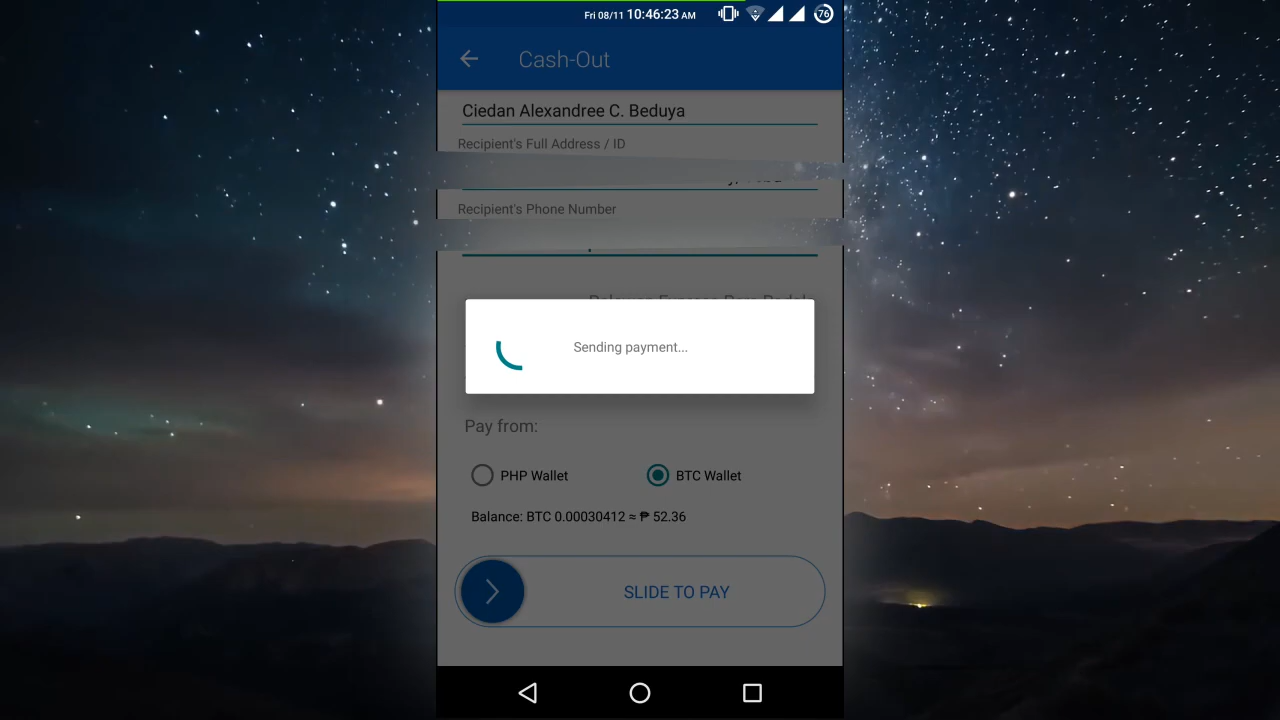 Fri 08/11 10:46:23 AM
76
Cash-Out
Ciedan Alexandree C. Beduya
Recipient's Full Address / ID
Recipient's Phone Number
Sending payment...
Pay from:
PHP Wallet
BTC Wallet
Balance: BTC 0.00030412 ≈ ₱ 52.36
SLIDE TO PAY